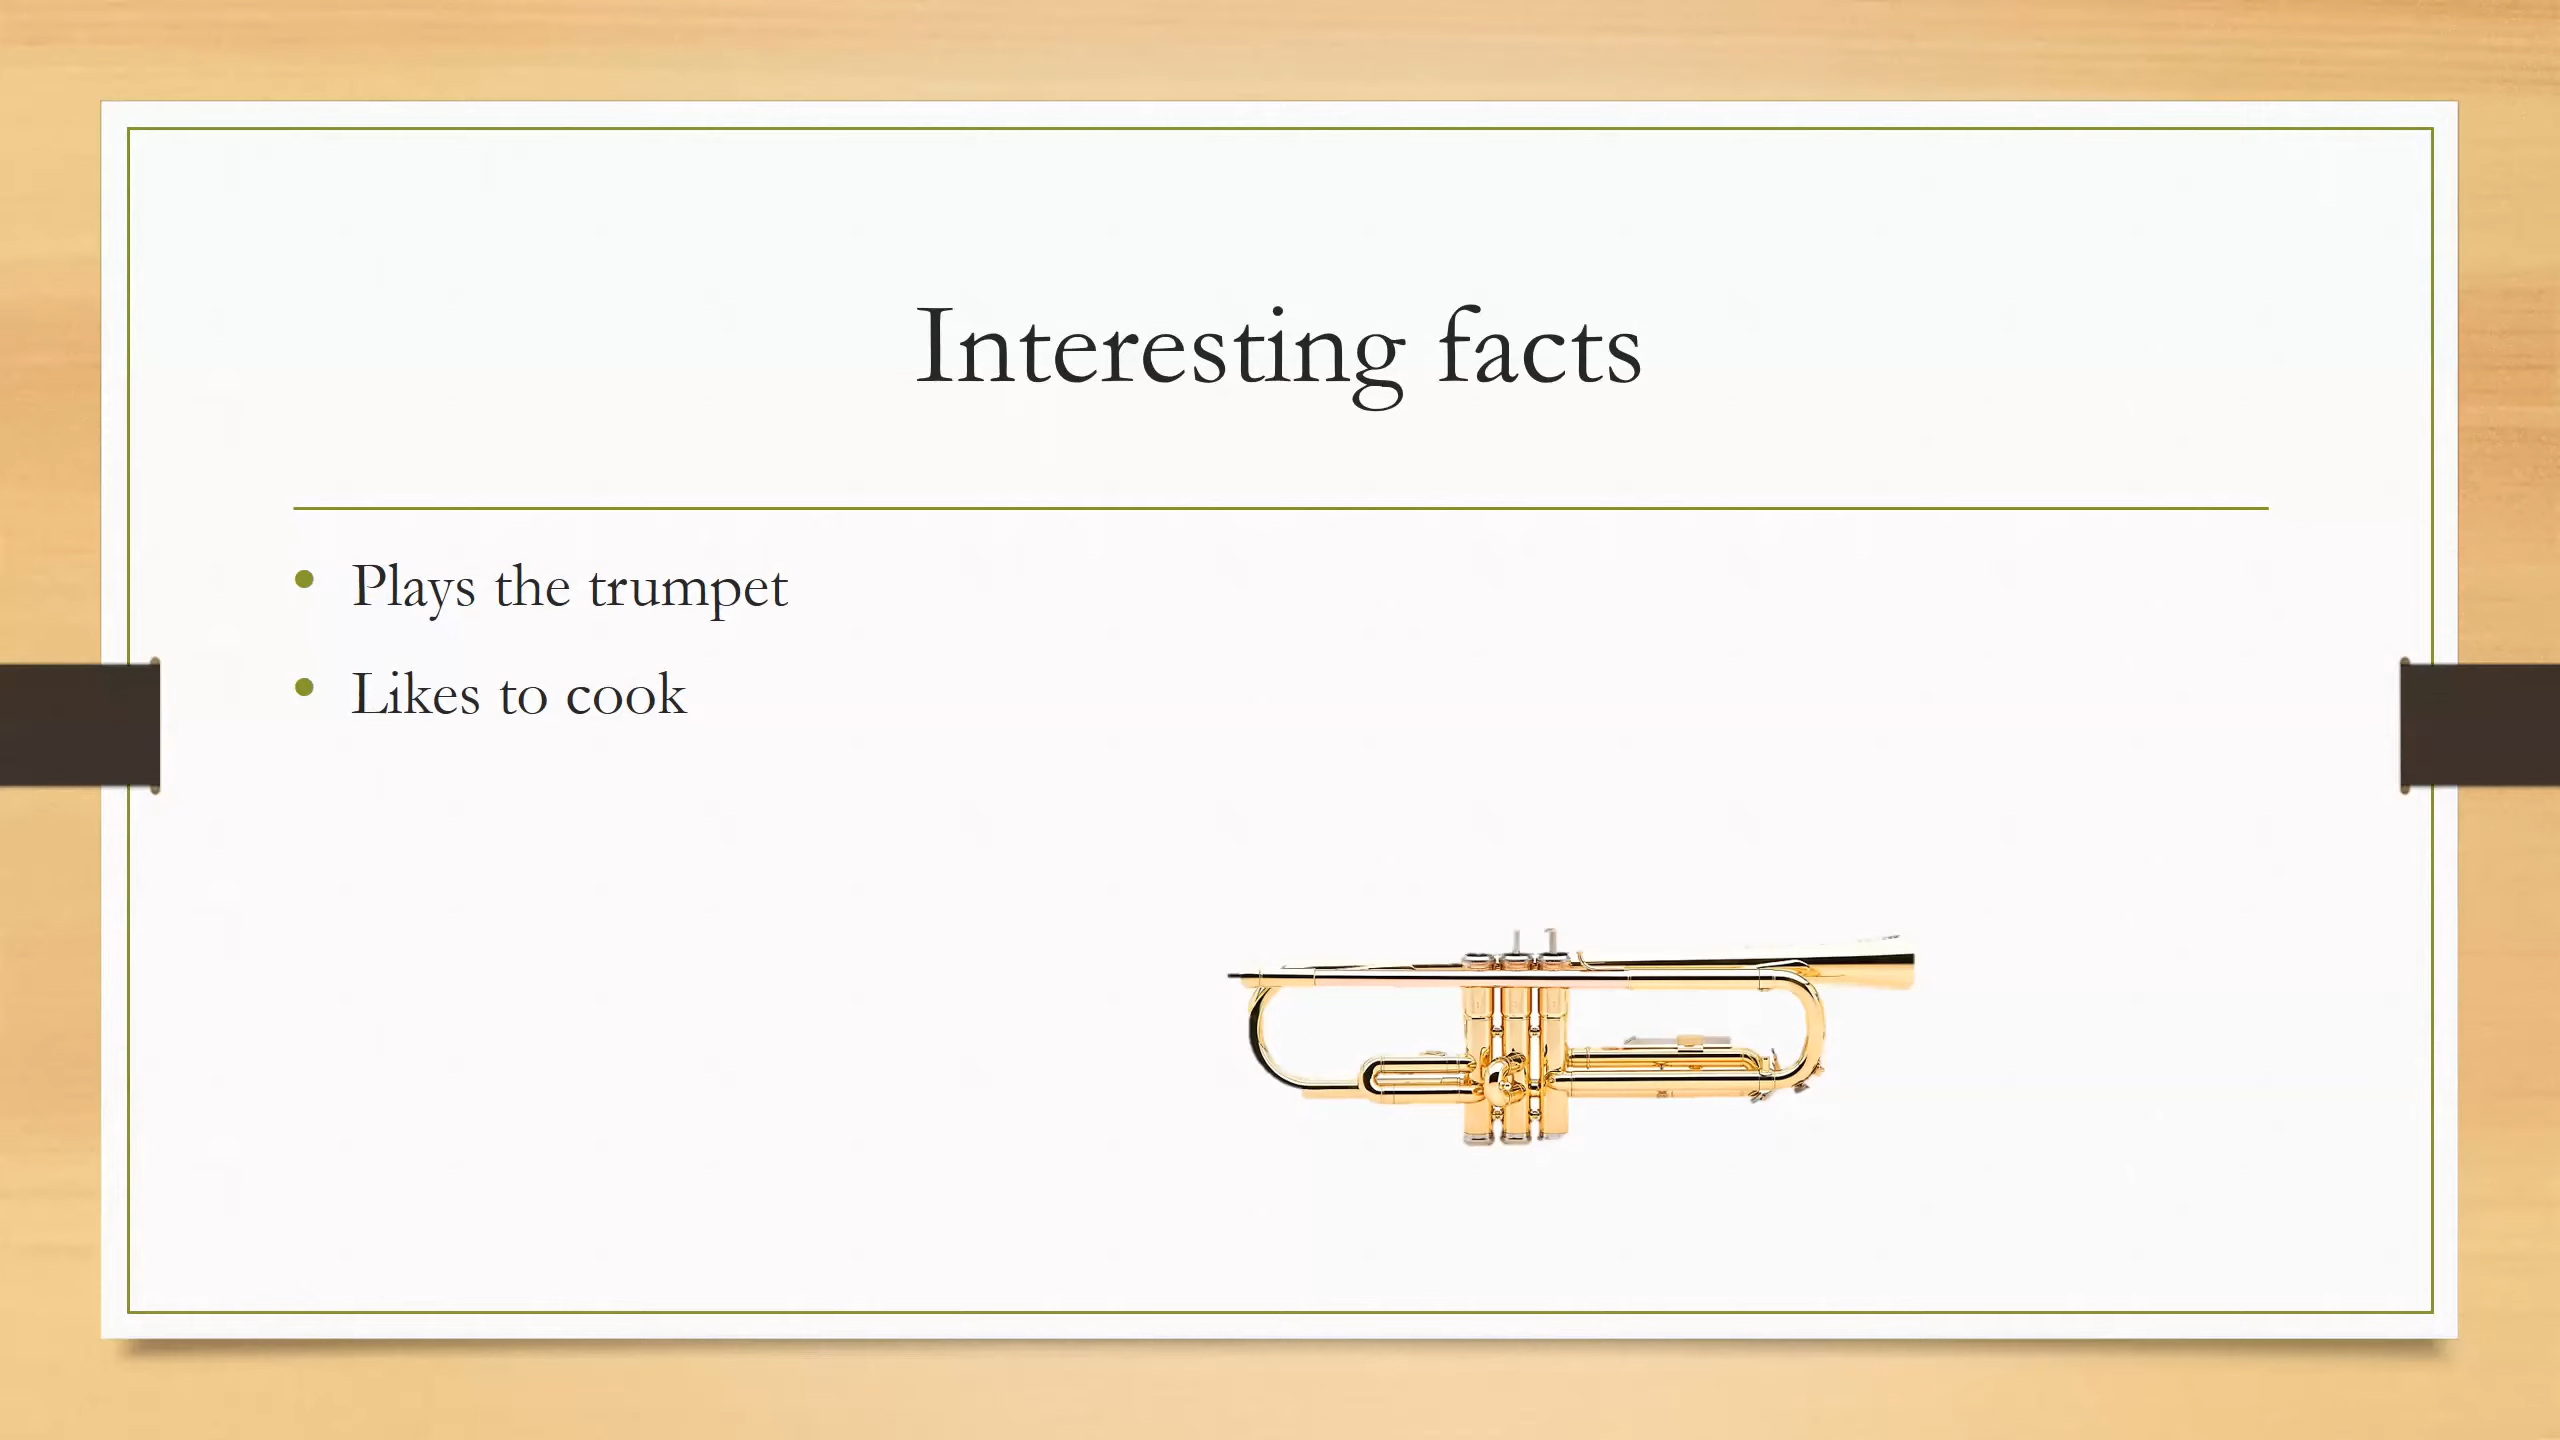 Interesting facts
• Plays the trumpet
• Likes to cook